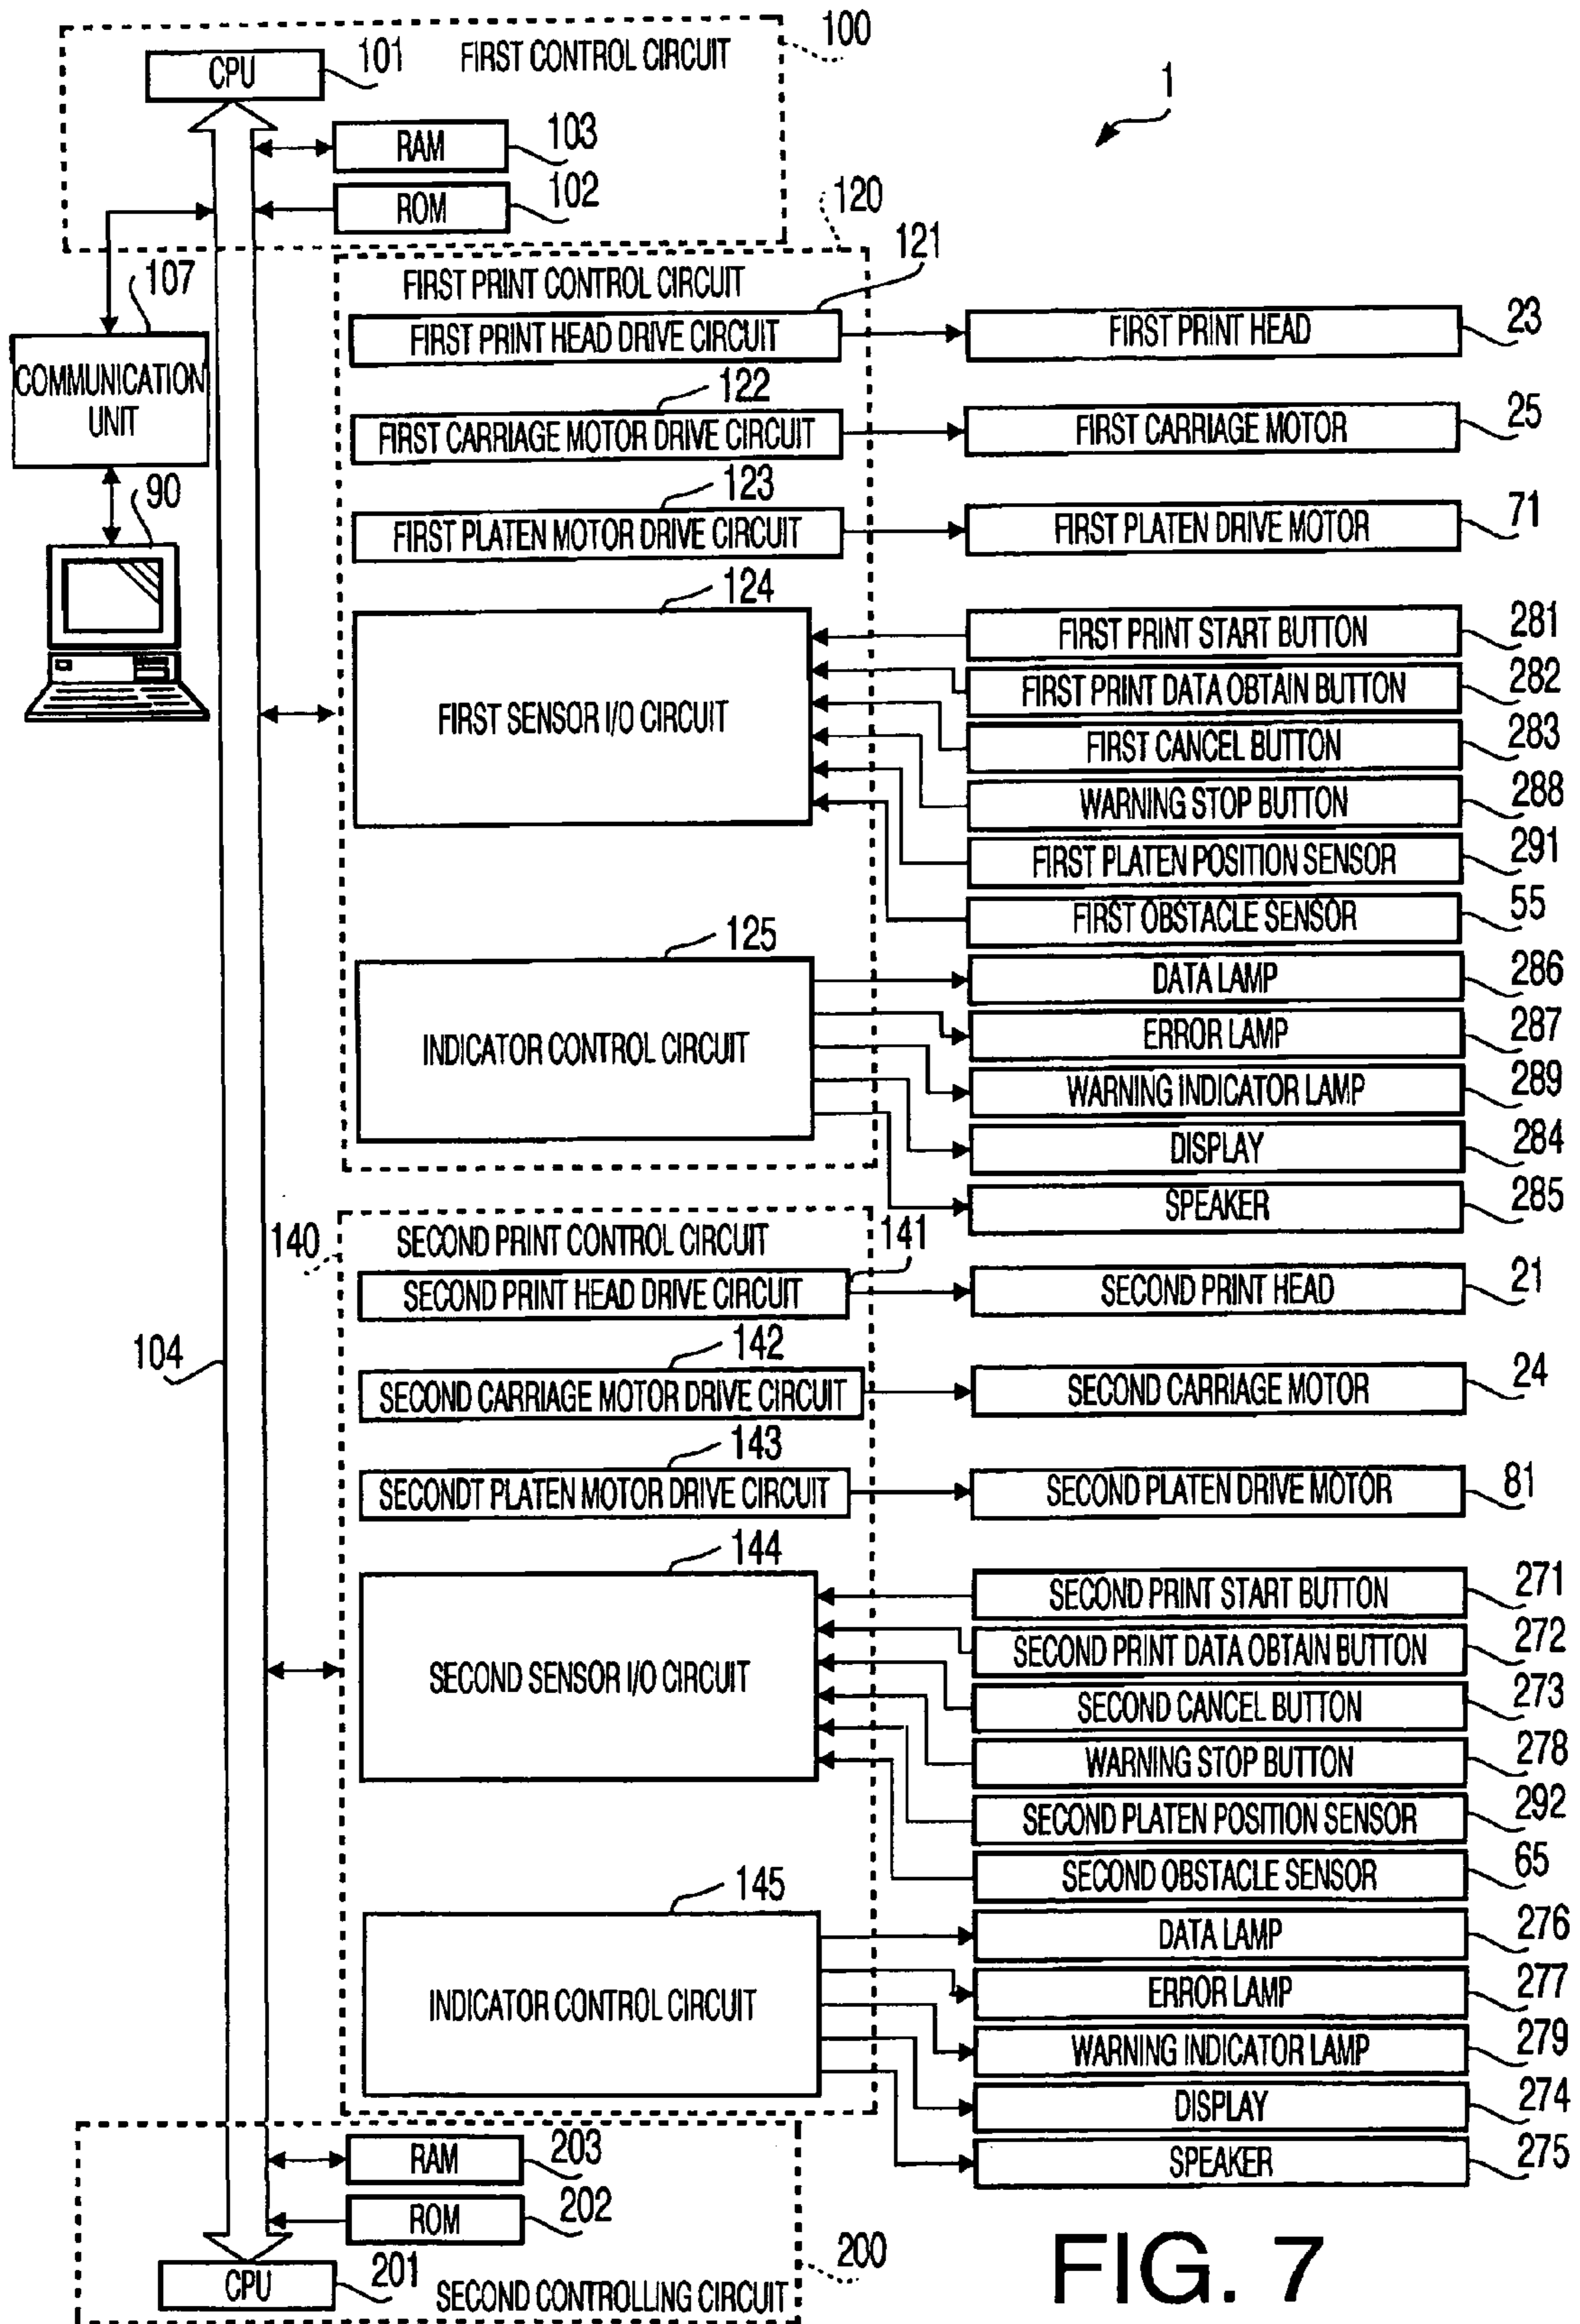 100
CPU
101
FIRST CONTROL CIRCUIT
1
RAM
103
ROM
102
120
121
107
FIRST PRINT CONTROL CIRCUIT
FIRST PRINT HEAD DRIVE CIRCUIT
FIRST PRINT HEAD
23
COMMUNICATION
UNIT
122
FIRST CARRIAGE MOTOR DRIVE CIRCUIT
FIRST CARRIAGE MOTOR
25
90
123
FIRST PLATEN MOTOR DRIVE CIRCUIT
FIRST PLATEN DRIVE MOTOR
71
124
FIRST SENSOR I/O CIRCUIT
FIRST PRINT START BUTTON
281
FIRST PRINT DATA OBTAIN BUTTON
282
FIRST CANCEL BUTTON
283
WARNING STOP BUTTON
288
FIRST PLATEN POSITION SENSOR
291
FIRST OBSTACLE SENSOR
55
125
INDICATOR CONTROL CIRCUIT
DATA LAMP
286
ERROR LAMP
287
WARNING INDICATOR LAMP
289
DISPLAY
284
SPEAKER
285
140
SECOND PRINT CONTROL CIRCUIT
141
SECOND PRINT HEAD DRIVE CIRCUIT
SECOND PRINT HEAD
21
104
142
SECOND CARRIAGE MOTOR DRIVE CIRCUIT
SECOND CARRIAGE MOTOR
24
143
SECONDT PLATEN MOTOR DRIVE CIRCUIT
SECOND PLATEN DRIVE MOTOR
81
144
SECOND SENSOR I/O CIRCUIT
SECOND PRINT START BUTTON
271
SECOND PRINT DATA OBTAIN BUTTON
272
SECOND CANCEL BUTTON
273
WARNING STOP BUTTON
278
SECOND PLATEN POSITION SENSOR
292
SECOND OBSTACLE SENSOR
65
145
INDICATOR CONTROL CIRCUIT
DATA LAMP
276
ERROR LAMP
277
WARNING INDICATOR LAMP
279
DISPLAY
274
SPEAKER
275
RAM
203
ROM
202
CPU
201
SECOND CONTROLLING CIRCUIT
200
FIG. 7